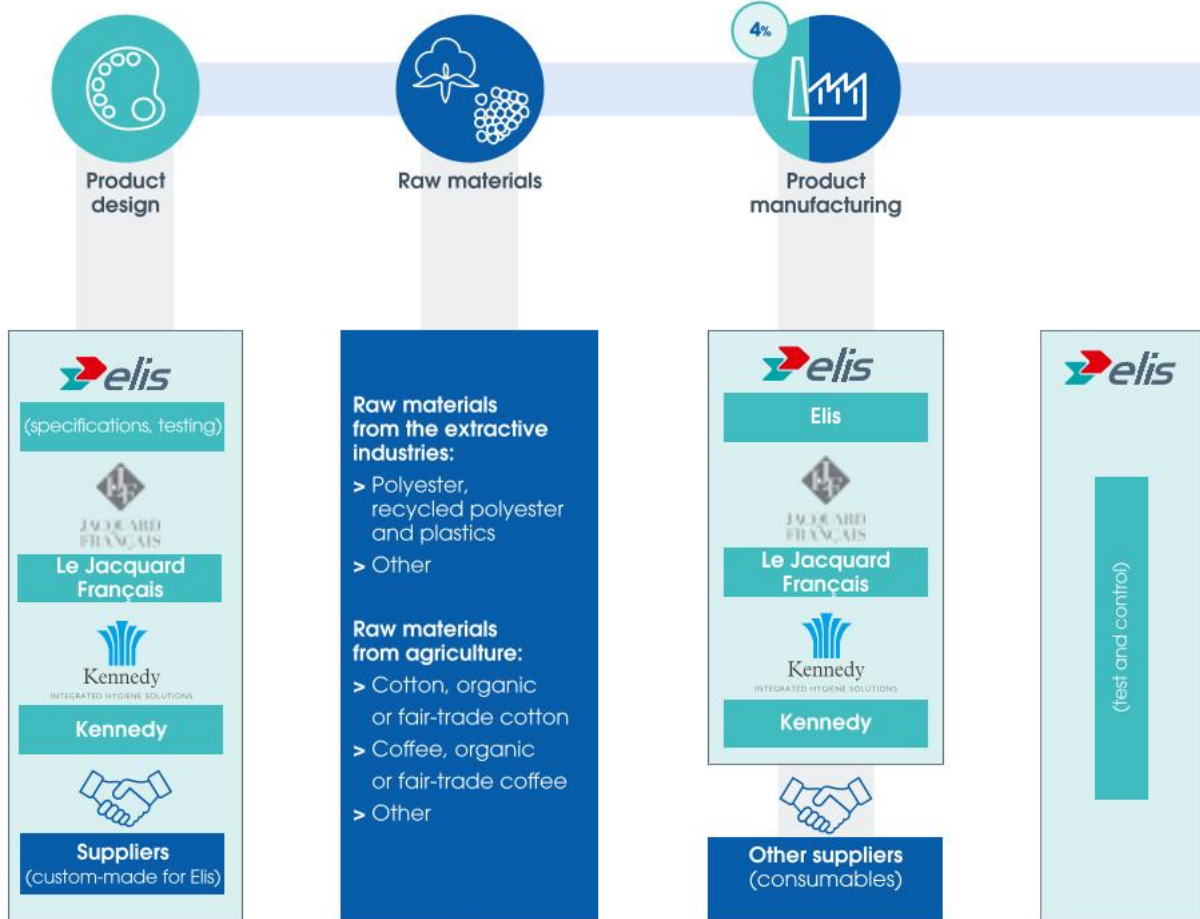 4%
Product
design
Raw materials
Product
manufacturing
elis
(specifications, testing)
JACQUARD
FRANÇAIS
Le Jacquard
Français
Kennedy
INTEGRATED HYGIENE SOLUTIONS
Kennedy
Suppliers
(custom-made for Elis)
Raw materials
from the extractive
industries:
> Polyester,
recycled polyester
and plastics
> Other
Raw materials
from agriculture:
> Cotton, organic
or fair-trade cotton
> Coffee, organic
or fair-trade coffee
> Other
elis
Elis
JACQUARD
FRANÇAIS
Le Jacquard
Français
Kennedy
INTEGRATED HYGIENE SOLUTIONS
Kennedy
Other suppliers
(consumables)
elis
(test and control)